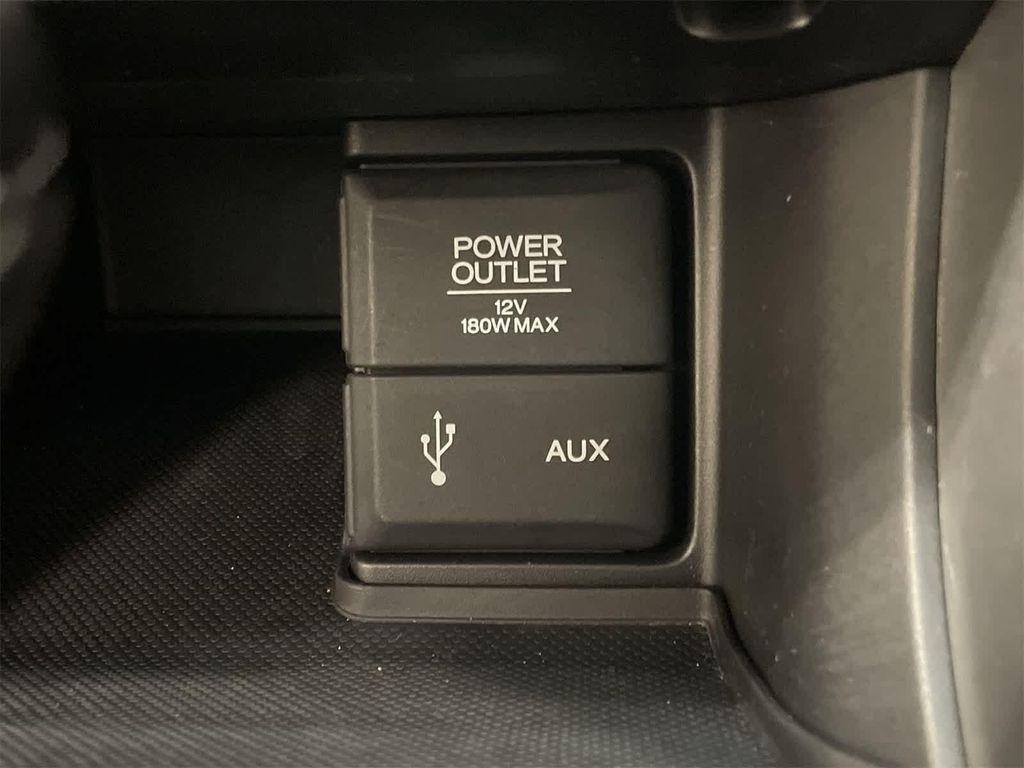 POWER
OUTLET
12V
180W MAX
AUX